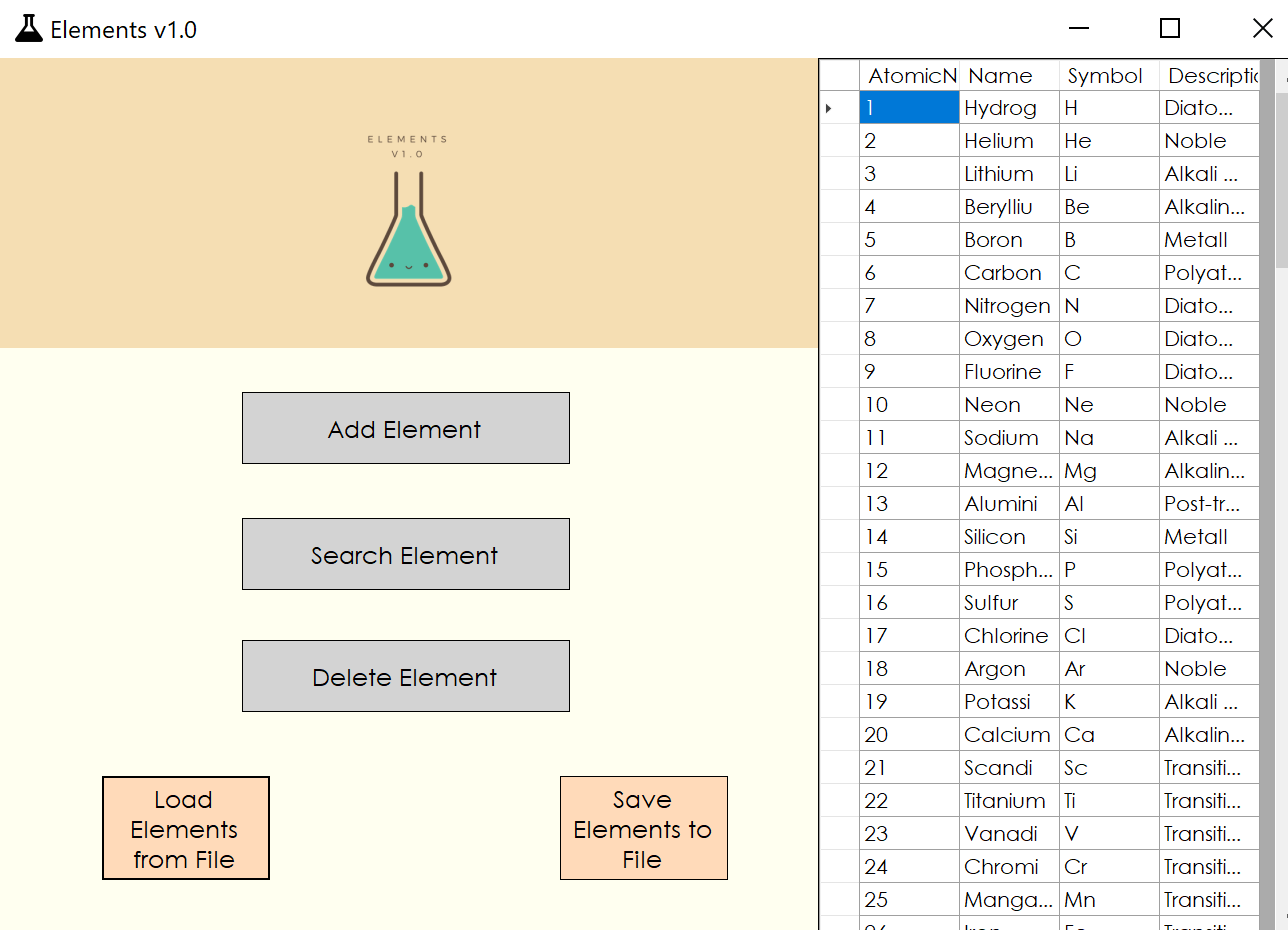 Elements v1.0
ELEMENTS
V1.0
Add Element
Search Element
Delete Element
Load
Elements
from File
Save
Elements to
File
AtomicN Name Symbol Descriptio
1 Hydrog H Diato...
2 Helium He Noble
3 Lithium Li Alkali ...
4 Berylliu Be Alkalin...
5 Boron B Metall
6 Carbon C Polyat...
7 Nitrogen N Diato...
8 Oxygen O Diato...
9 Fluorine F Diato...
10 Neon Ne Noble
11 Sodium Na Alkali ...
12 Magne... Mg Alkalin...
13 Alumini Al Post-tr...
14 Silicon Si Metall
15 Phosph... P Polyat...
16 Sulfur S Polyat...
17 Chlorine Cl Diato...
18 Argon Ar Noble
19 Potassi K Alkali ...
20 Calcium Ca Alkalin...
21 Scandi Sc Transiti...
22 Titanium Ti Transiti...
23 Vanadi V Transiti...
24 Chromi Cr Transiti...
25 Manga... Mn Transiti...